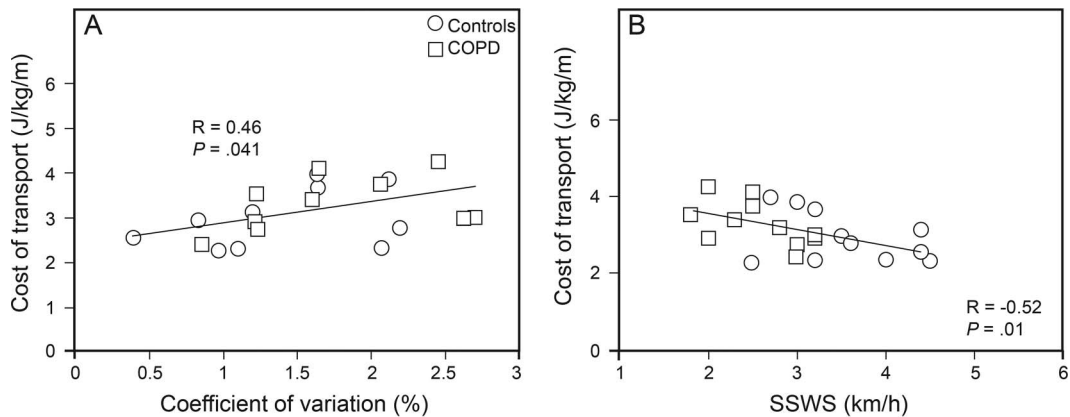 A
Controls
COPD
Cost of transport (J/kg/m)
6
5
4
3
2
1
0
R = 0.46
P = .041
0 0.5 1 1.5 2 2.5 3
Coefficient of variation (%)
B
Cost of transport (J/kg/m)
6
4
2
0
R = -0.52
P = .01
1 2 3 4 5 6
SSWS (km/h)